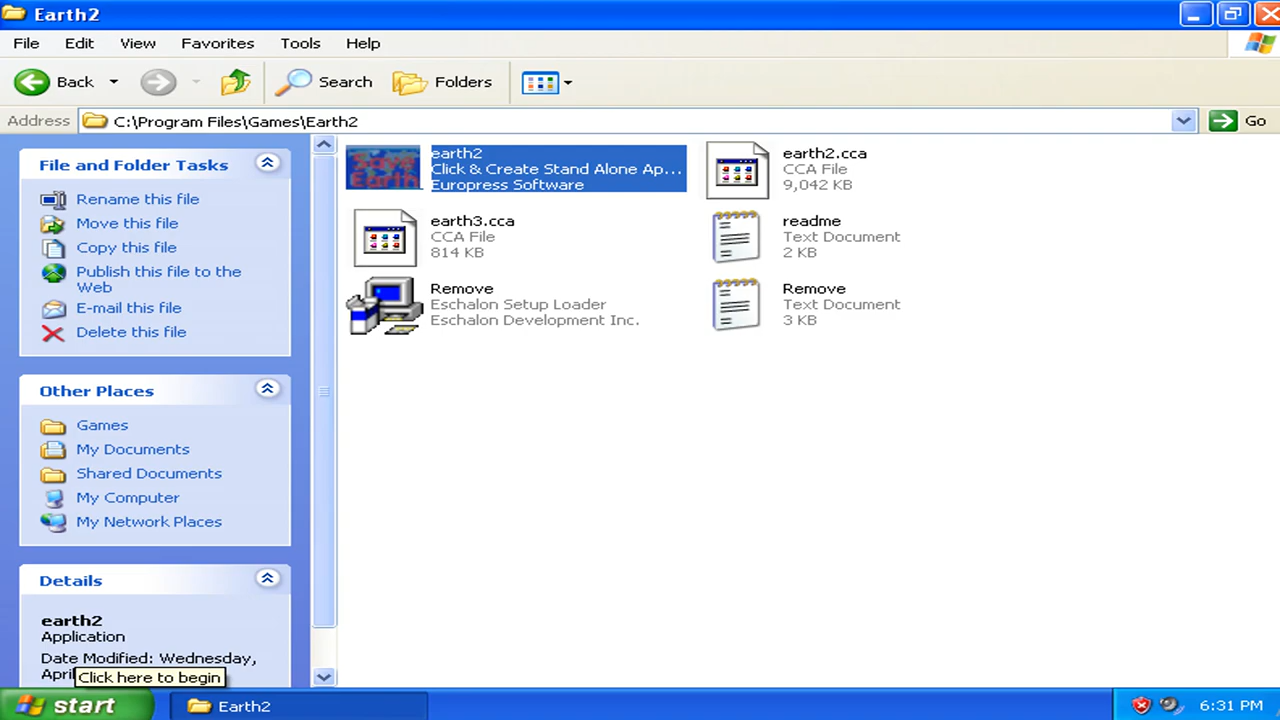 Earth2
File Edit View Favorites Tools Help
Back Search Folders
Address C:\Program Files\Games\Earth2 Go
File and Folder Tasks
Rename this file
Move this file
Copy this file
Publish this file to the
Web
E-mail this file
Delete this file
Other Places
Games
My Documents
Shared Documents
My Computer
My Network Places
Details
earth2
Application
Date Modified: Wednesday,
April
Click here to begin
Save
Earth
earth2
Click & Create Stand Alone Ap...
Europress Software
earth2.cca
CCA File
9,042 KB
earth3.cca
CCA File
814 KB
readme
Text Document
2 KB
Remove
Eschalon Setup Loader
Eschalon Development Inc.
Remove
Text Document
3 KB
start Earth2 6:31 PM